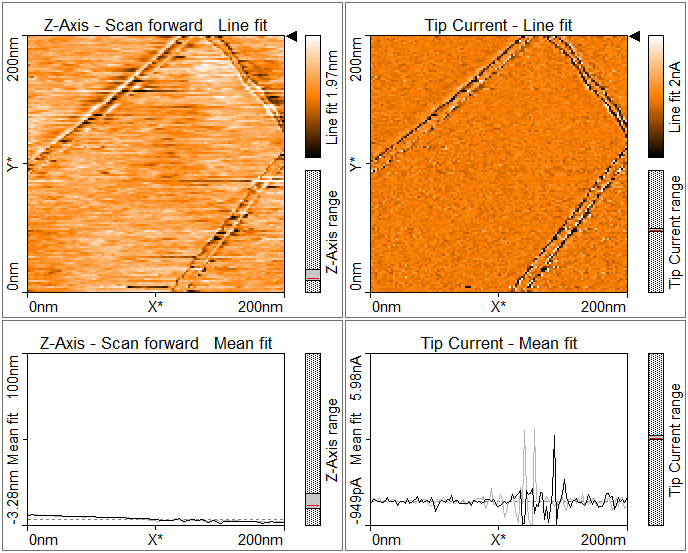 Z-Axis - Scan forward Line fit
200nm
Y*
0nm
0nm
X*
200nm
Line fit 1.97nm
Z-Axis range
Tip Current - Line fit
200nm
Y*
0nm
0nm
X*
200nm
Line fit 2nA
Tip Current range
Z-Axis - Scan forward Mean fit
-3.28nm Mean fit 100nm
0nm
X*
200nm
Z-Axis range
Tip Current - Mean fit
-949pA Mean fit 5.98nA
0nm
X*
200nm
Tip Current range